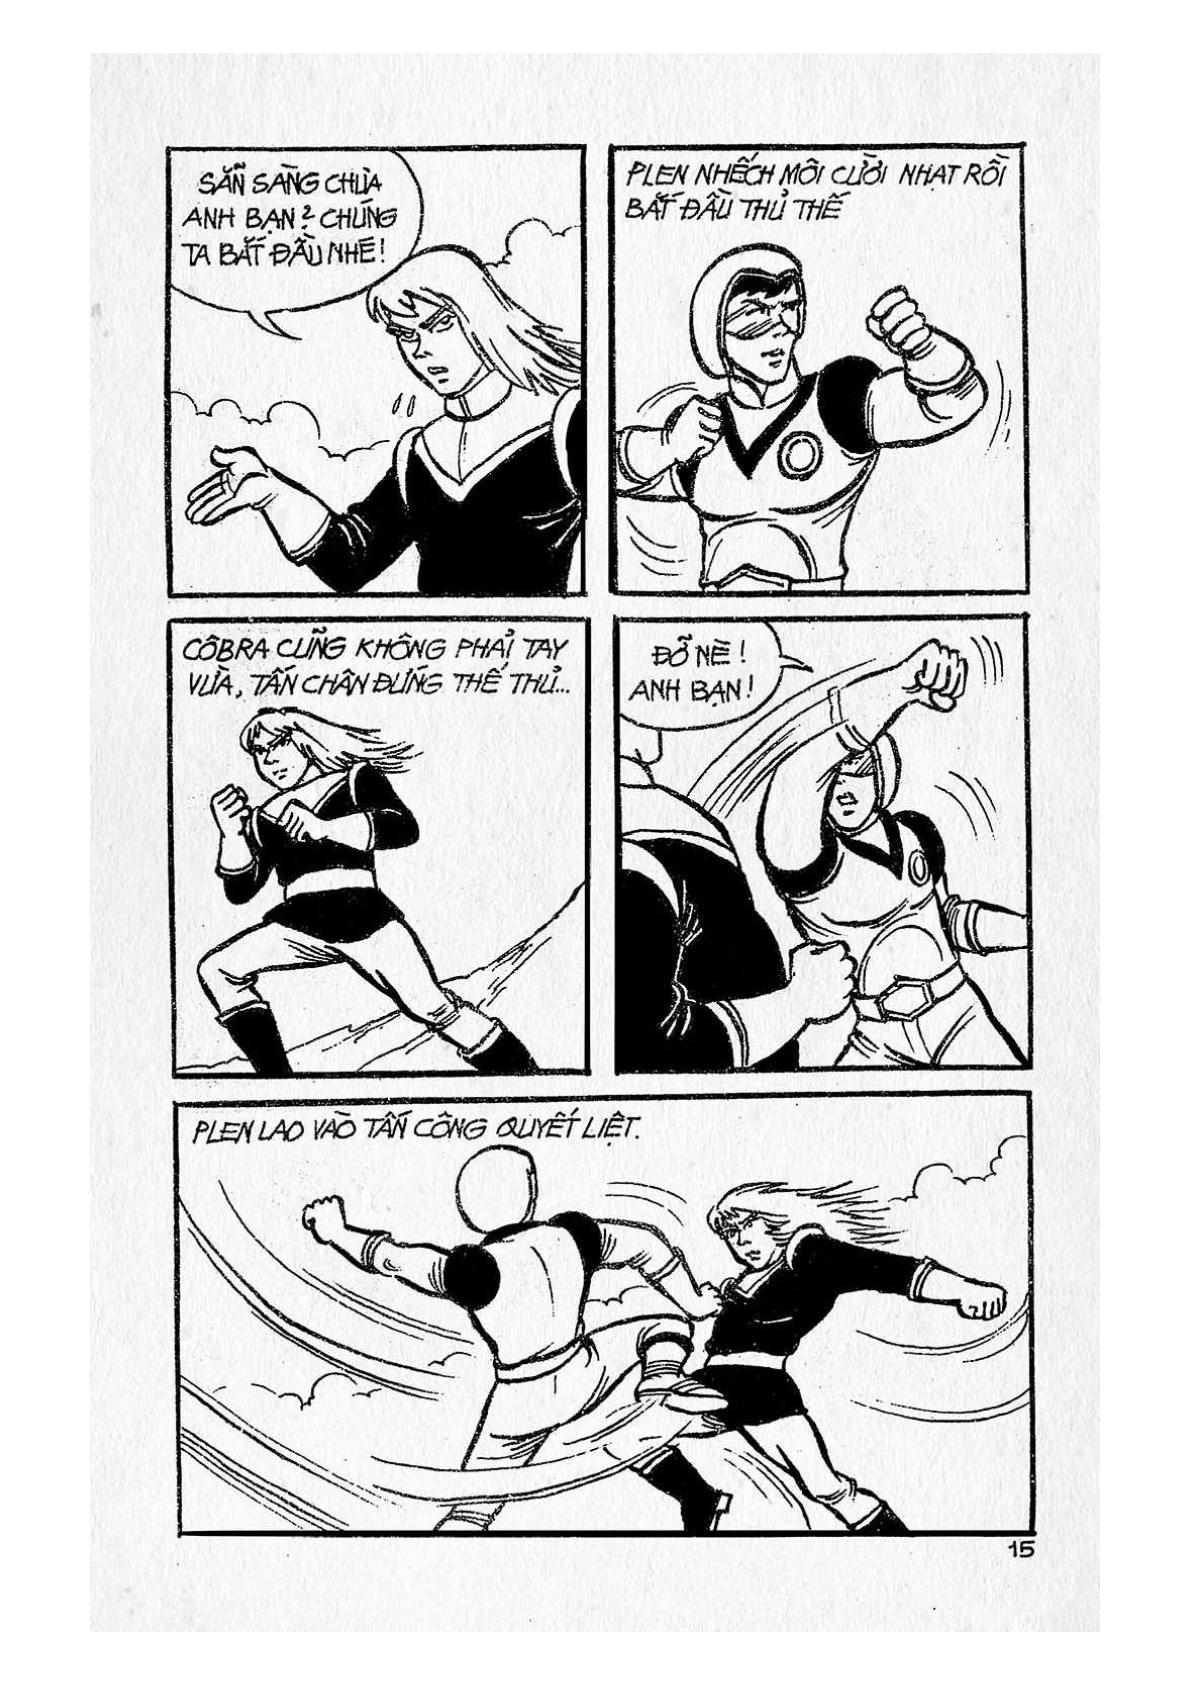 SẴN SÀNG CHƯA
ANH BẠN? CHÚNG
TA BẮT ĐẦU NHÉ!
PLEN NHẾCH MÔI CƯỜI NHẠT RỒI
BẮT ĐẦU THỦ THẾ
CÔBRA CŨNG KHÔNG PHẢI TAY
VỪA, TẤN CHÂN ĐỨNG THẾ THỦ...
ĐỠ NÈ!
ANH BẠN!
PLEN LAO VÀO TẤN CÔNG QUYẾT LIỆT.
15